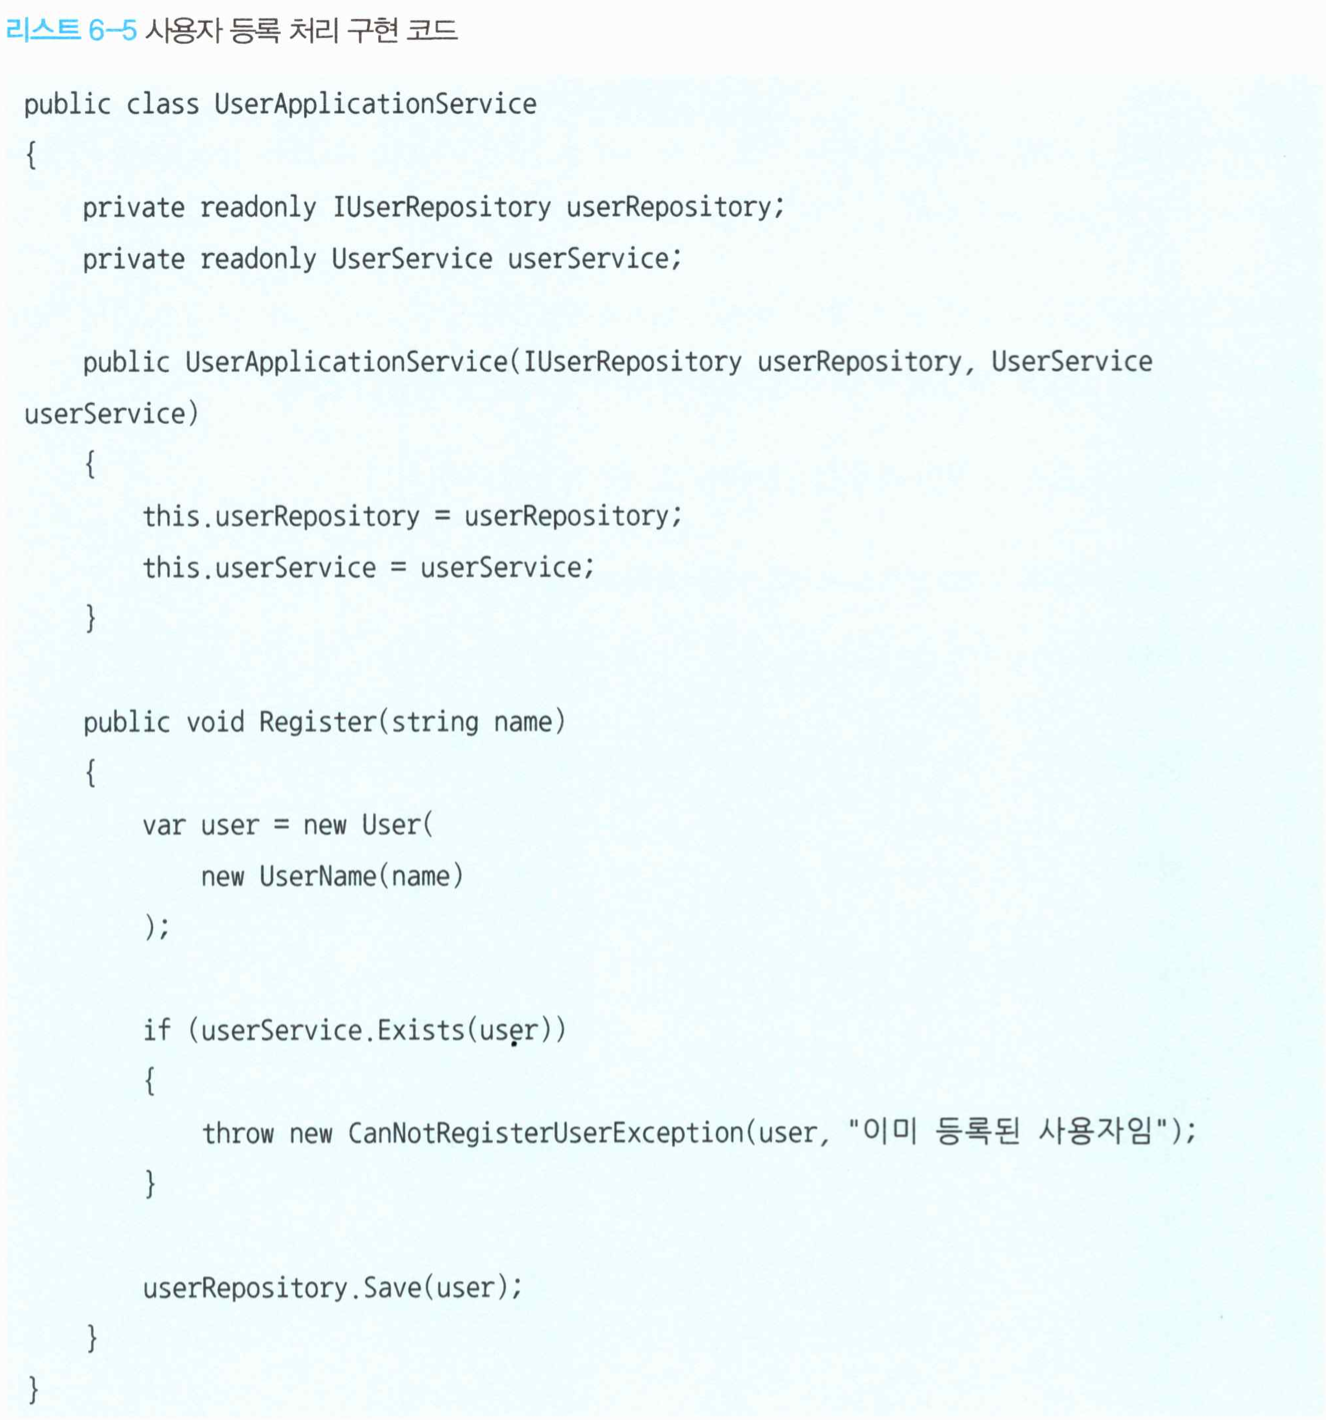 리스트 6-5 사용자 등록 처리 구현 코드
public class UserApplicationService
{
    private readonly IUserRepository userRepository;
    private readonly UserService userService;

    public UserApplicationService(IUserRepository userRepository, UserService
userService)
    {
        this.userRepository = userRepository;
        this.userService = userService;
    }

    public void Register(string name)
    {
        var user = new User(
            new UserName(name)
        );

        if (userService.Exists(user))
        {
            throw new CanNotRegisterUserException(user, "이미 등록된 사용자임");
        }

        userRepository.Save(user);
    }
}